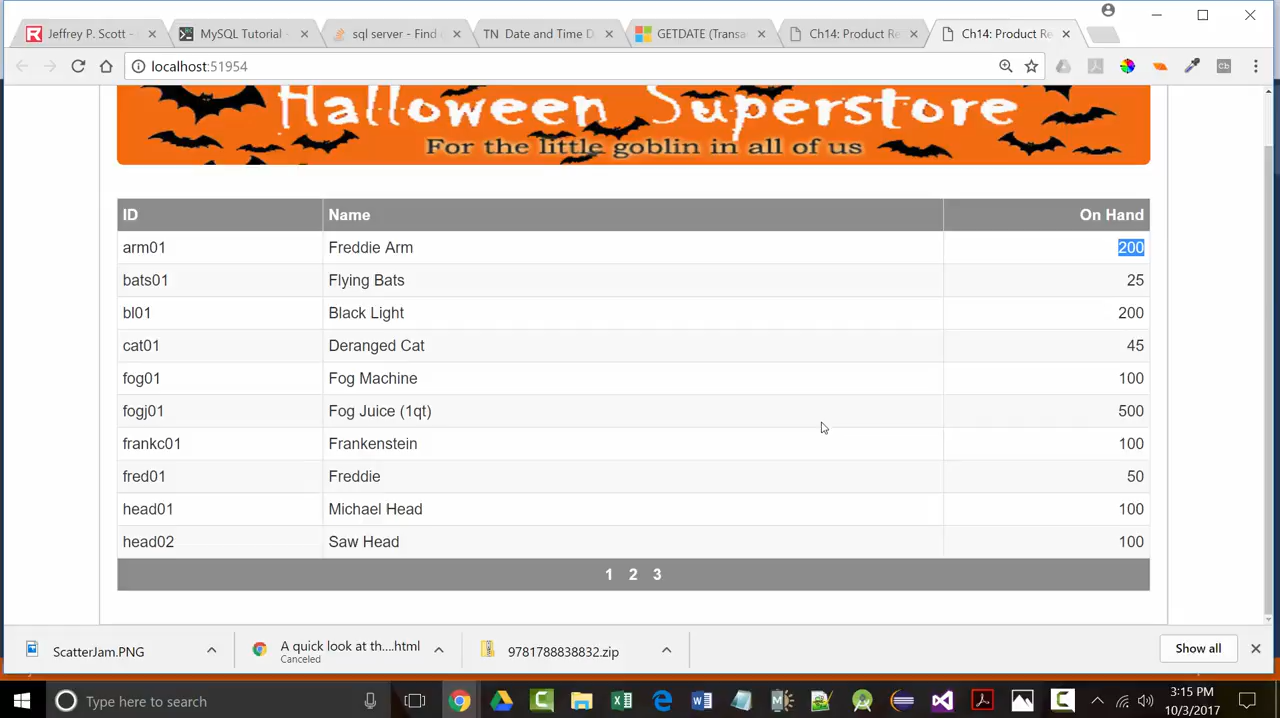 Jeffrey P. Scott -
MySQL Tutorial
sql server - Find
TN Date and Time D
GETDATE (Transa
Ch14: Product Re
Ch14: Product Re
localhost:51954
Cb
Halloween Superstore
For the little goblin in all of us
ID Name On Hand
arm01 Freddie Arm 200
bats01 Flying Bats 25
bl01 Black Light 200
cat01 Deranged Cat 45
fog01 Fog Machine 100
fogj01 Fog Juice (1qt) 500
frankc01 Frankenstein 100
fred01 Freddie 50
head01 Michael Head 100
head02 Saw Head 100
1 2 3
ScatterJam.PNG
A quick look at th....html
Canceled
9781788838832.zip
Show all
Type here to search
3:15 PM
10/3/2017